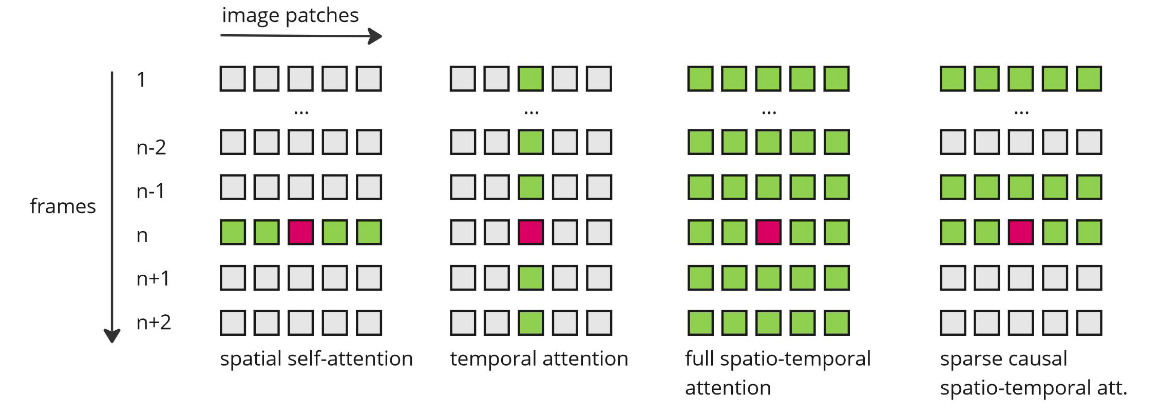 image patches
frames
1
...
...
...
...
n-2
n-1
n
n+1
n+2
spatial self-attention
temporal attention
full spatio-temporal
attention
sparse causal
spatio-temporal att.